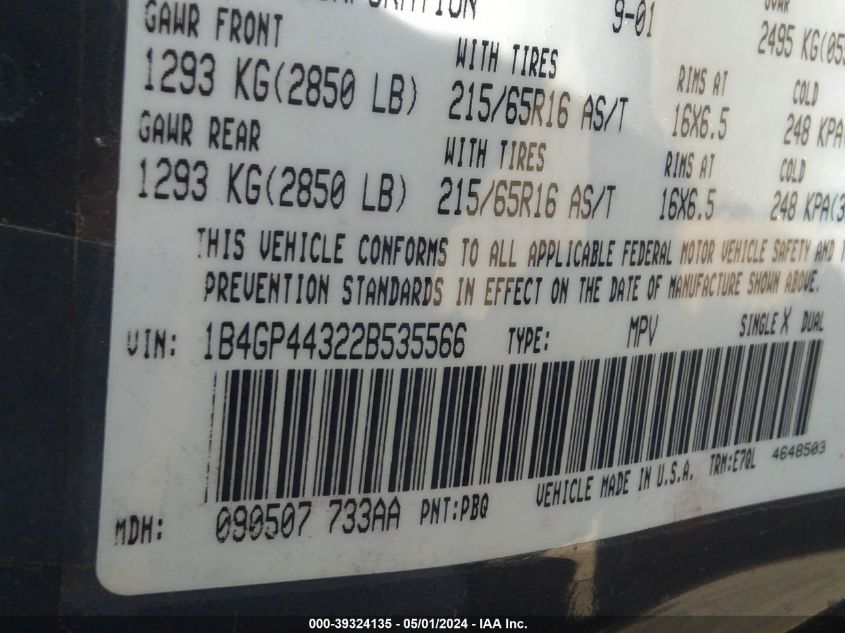 9-01
GAWR FRONT WITH TIRES RIMS AT COLD
1293 KG(2850 LB) 215/65R16 AS/T 16X6.5 248 KPA(
2495 KG(
GAWR REAR WITH TIRES RIMS AT COLD
1293 KG(2850 LB) 215/65R16 AS/T 16X6.5 248 KPA(3
THIS VEHICLE CONFORMS TO ALL APPLICABLE FEDERAL MOTOR VEHICLE SAFETY AND
PREVENTION STANDARDS IN EFFECT ON THE DATE OF MANUFACTURE SHOWN ABOVE.
VIN: 1B4GP44322B535566 TYPE: MPV SINGLE X DUAL
VEHICLE MADE IN U.S.A. TRM:E7QL 4648503
MDH: 090507 733AA PNT:PBQ
000-39324135 - 05/01/2024 - IAA Inc.